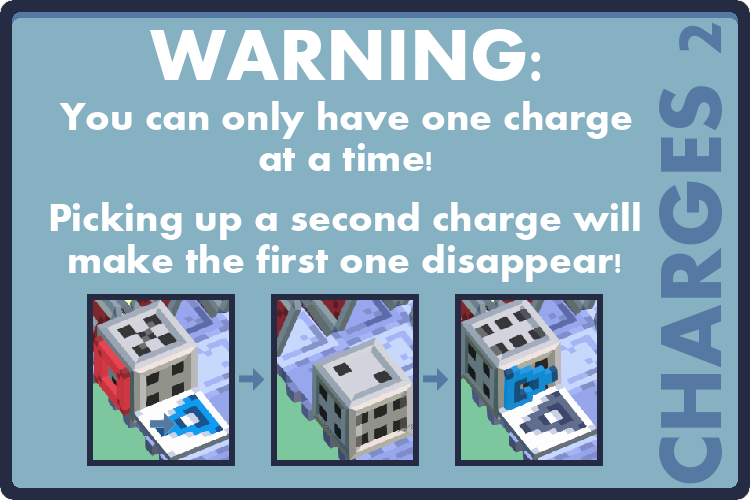 WARNING:
You can only have one charge
at a time!
Picking up a second charge will
make the first one disappear!
CHARGES 2